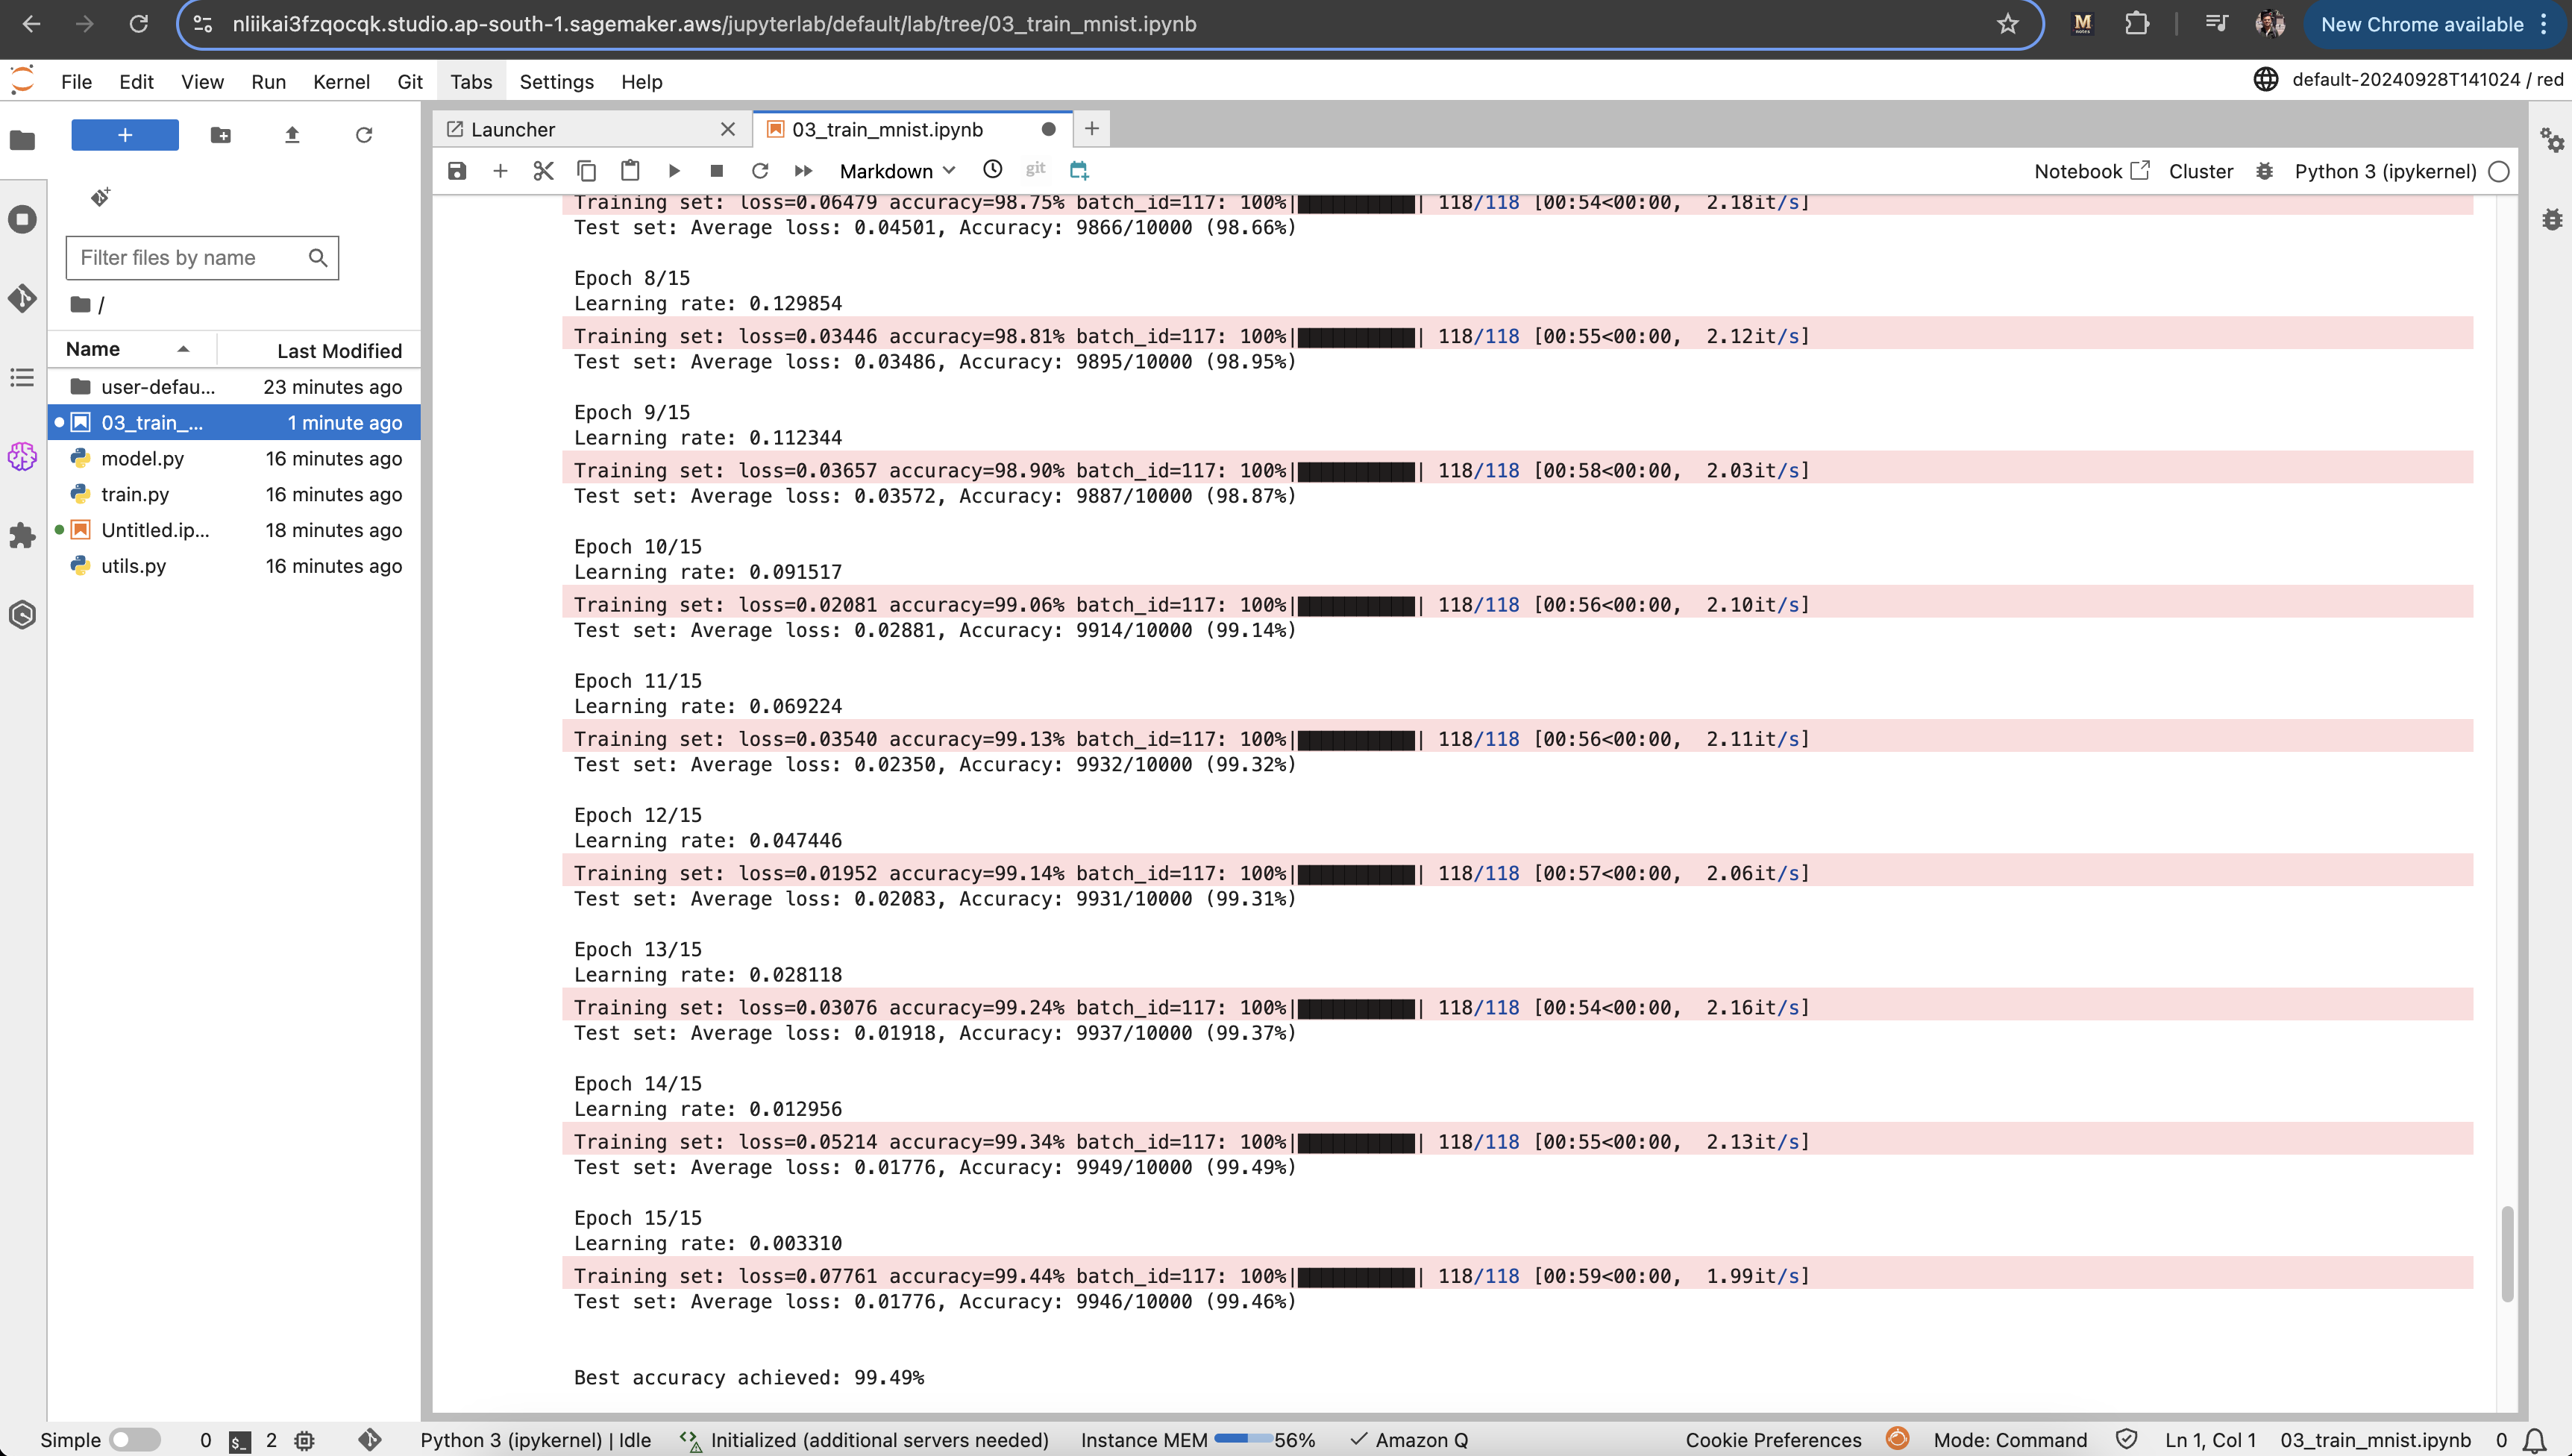 nliikai3fzqocqk.studio.ap-south-1.sagemaker.aws/jupyterlab/default/lab/tree/03_train_mnist.ipynb
M
notes
New Chrome available
File Edit View Run Kernel Git Tabs Settings Help
default-20240928T141024 / red
Launcher
03_train_mnist.ipynb
Markdown
git
Notebook
Cluster
Python 3 (ipykernel)
Filter files by name
/
Name Last Modified
user-defau... 23 minutes ago
03_train_... 1 minute ago
model.py 16 minutes ago
train.py 16 minutes ago
Untitled.ip... 18 minutes ago
utils.py 16 minutes ago
Training set: loss=0.06479 accuracy=98.75% batch_id=117: 100%|██████████| 118/118 [00:54<00:00, 2.18it/s]
Test set: Average loss: 0.04501, Accuracy: 9866/10000 (98.66%)
Epoch 8/15
Learning rate: 0.129854
Training set: loss=0.03446 accuracy=98.81% batch_id=117: 100%|██████████| 118/118 [00:55<00:00, 2.12it/s]
Test set: Average loss: 0.03486, Accuracy: 9895/10000 (98.95%)
Epoch 9/15
Learning rate: 0.112344
Training set: loss=0.03657 accuracy=98.90% batch_id=117: 100%|██████████| 118/118 [00:58<00:00, 2.03it/s]
Test set: Average loss: 0.03572, Accuracy: 9887/10000 (98.87%)
Epoch 10/15
Learning rate: 0.091517
Training set: loss=0.02081 accuracy=99.06% batch_id=117: 100%|██████████| 118/118 [00:56<00:00, 2.10it/s]
Test set: Average loss: 0.02881, Accuracy: 9914/10000 (99.14%)
Epoch 11/15
Learning rate: 0.069224
Training set: loss=0.03540 accuracy=99.13% batch_id=117: 100%|██████████| 118/118 [00:56<00:00, 2.11it/s]
Test set: Average loss: 0.02350, Accuracy: 9932/10000 (99.32%)
Epoch 12/15
Learning rate: 0.047446
Training set: loss=0.01952 accuracy=99.14% batch_id=117: 100%|██████████| 118/118 [00:57<00:00, 2.06it/s]
Test set: Average loss: 0.02083, Accuracy: 9931/10000 (99.31%)
Epoch 13/15
Learning rate: 0.028118
Training set: loss=0.03076 accuracy=99.24% batch_id=117: 100%|██████████| 118/118 [00:54<00:00, 2.16it/s]
Test set: Average loss: 0.01918, Accuracy: 9937/10000 (99.37%)
Epoch 14/15
Learning rate: 0.012956
Training set: loss=0.05214 accuracy=99.34% batch_id=117: 100%|██████████| 118/118 [00:55<00:00, 2.13it/s]
Test set: Average loss: 0.01776, Accuracy: 9949/10000 (99.49%)
Epoch 15/15
Learning rate: 0.003310
Training set: loss=0.07761 accuracy=99.44% batch_id=117: 100%|██████████| 118/118 [00:59<00:00, 1.99it/s]
Test set: Average loss: 0.01776, Accuracy: 9946/10000 (99.46%)
Best accuracy achieved: 99.49%
Simple 0 $_ 2 Python 3 (ipykernel) | Idle Initialized (additional servers needed) Instance MEM 56% Amazon Q Cookie Preferences Mode: Command Ln 1, Col 1 03_train_mnist.ipynb 0